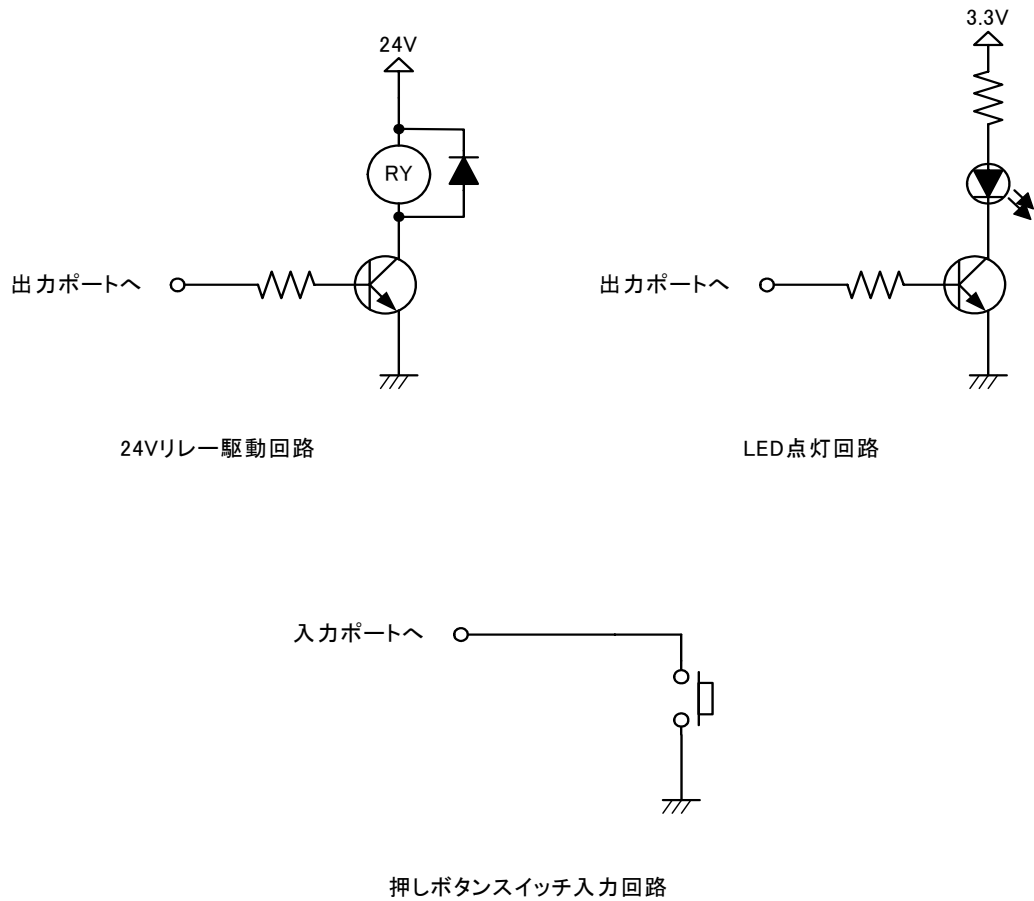 24V
3.3V
RY
出力ポートへ
出力ポートへ
24Vリレー駆動回路
LED点灯回路
入力ポートへ
押しボタンスイッチ入力回路